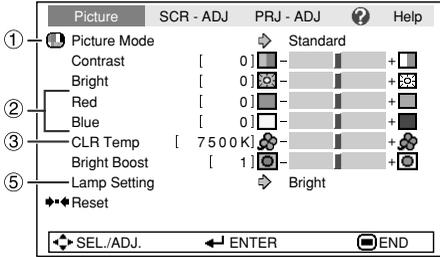 Picture SCR - ADJ PRJ - ADJ ? Help
① Picture Mode Standard
Contrast [ 0] - +
Bright [ 0] - +
② Red [ 0] - +
Blue [ 0] - +
③ CLR Temp [ 7500K] - +
Bright Boost [ 1] - +
⑤ Lamp Setting Bright
Reset
SEL./ADJ. ENTER END